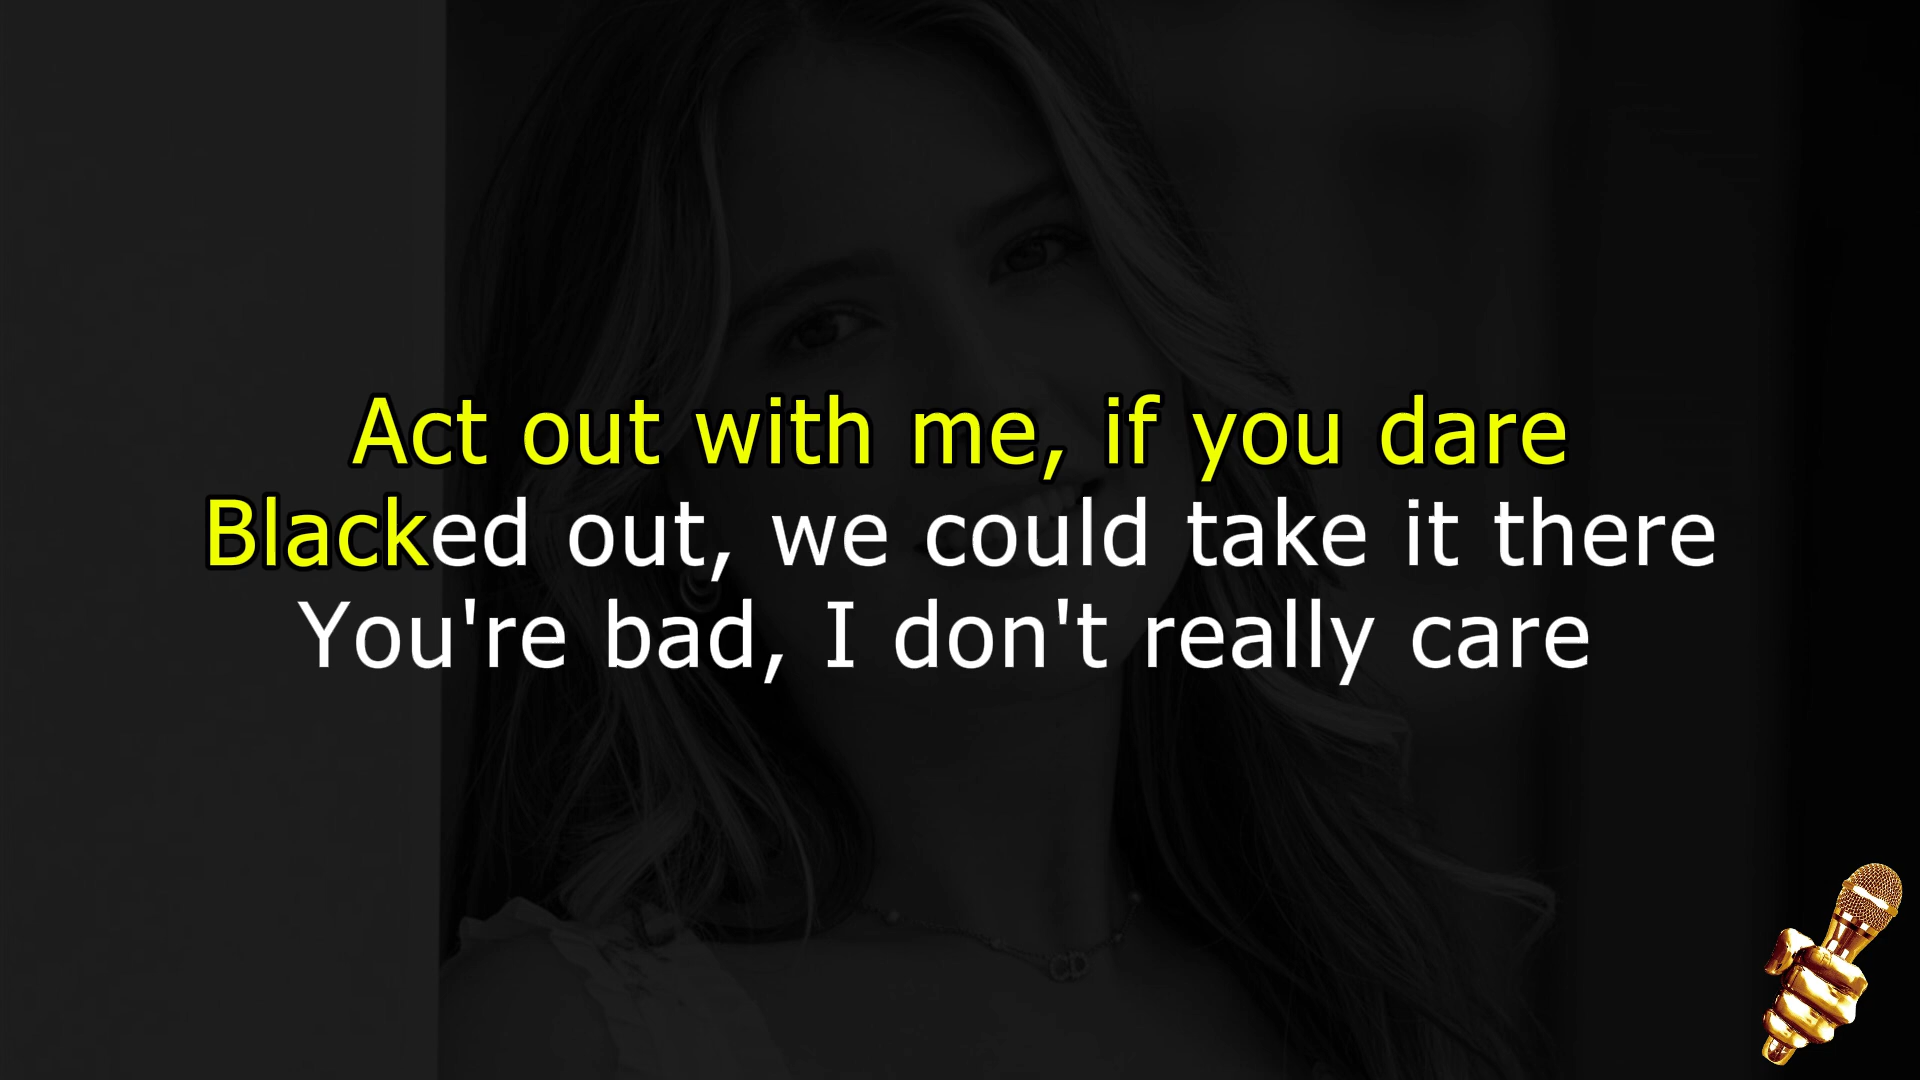 Act out with me, if you dare
Blacked out, we could take it there
You're bad, I don't really care
CD